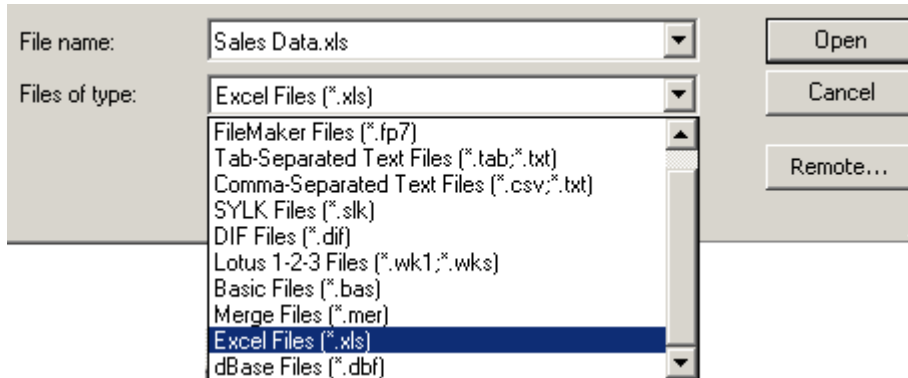 File name: Sales Data.xls Open
Files of type: Excel Files (*.xls) Cancel
FileMaker Files (*.fp7)
Tab-Separated Text Files (*.tab;*.txt)
Remote...
Comma-Separated Text Files (*.csv;*.txt)
SYLK Files (*.slk)
DIF Files (*.dif)
Lotus 1-2-3 Files (*.wk1;*.wks)
Basic Files (*.bas)
Merge Files (*.mer)
Excel Files (*.xls)
dBase Files (*.dbf)